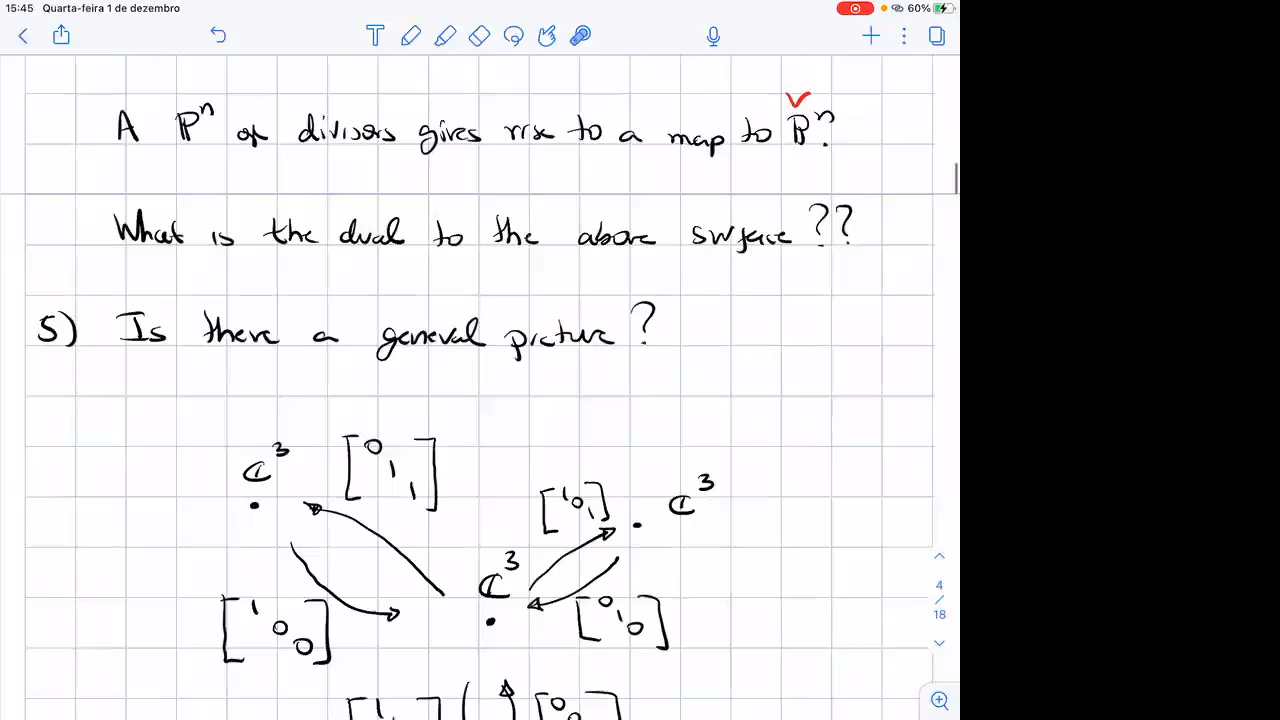 15:45 Quarta-feira 1 de dezembro 60%
A ℙⁿ of divisors gives rise to a map to ℙ̌ⁿ?
What is the dual to the above surface ??
5) Is there a general picture?
ℂ³ [0 1 1]
[1 0 1] ℂ³
ℂ³
[1 0 0] [0 1 0]
4 / 18